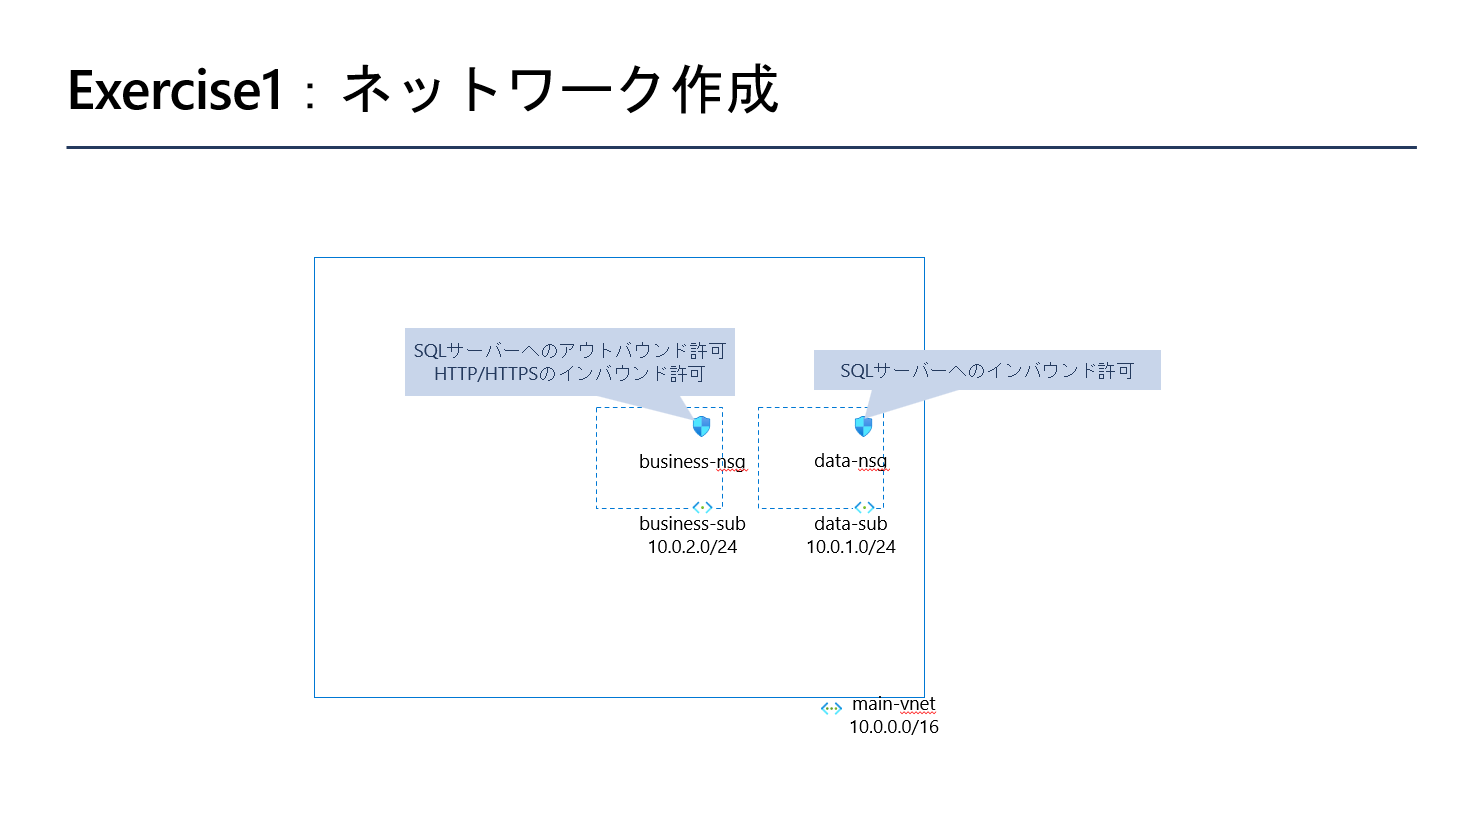 Exercise1：ネットワーク作成
SQLサーバーへのアウトバウンド許可
HTTP/HTTPSのインバウンド許可
SQLサーバーへのインバウンド許可
business-nsg
data-nsg
business-sub
10.0.2.0/24
data-sub
10.0.1.0/24
main-vnet
10.0.0.0/16